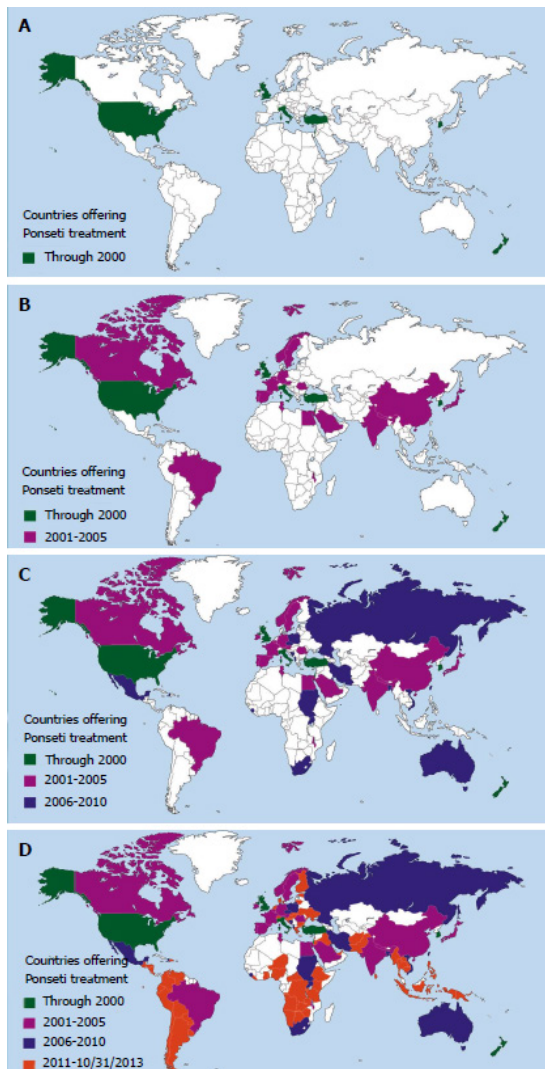 A
Countries offering
Ponseti treatment
Through 2000
B
Countries offering
Ponseti treatment
Through 2000
2001-2005
C
Countries offering
Ponseti treatment
Through 2000
2001-2005
2006-2010
D
Countries offering
Ponseti treatment
Through 2000
2001-2005
2006-2010
2011-10/31/2013